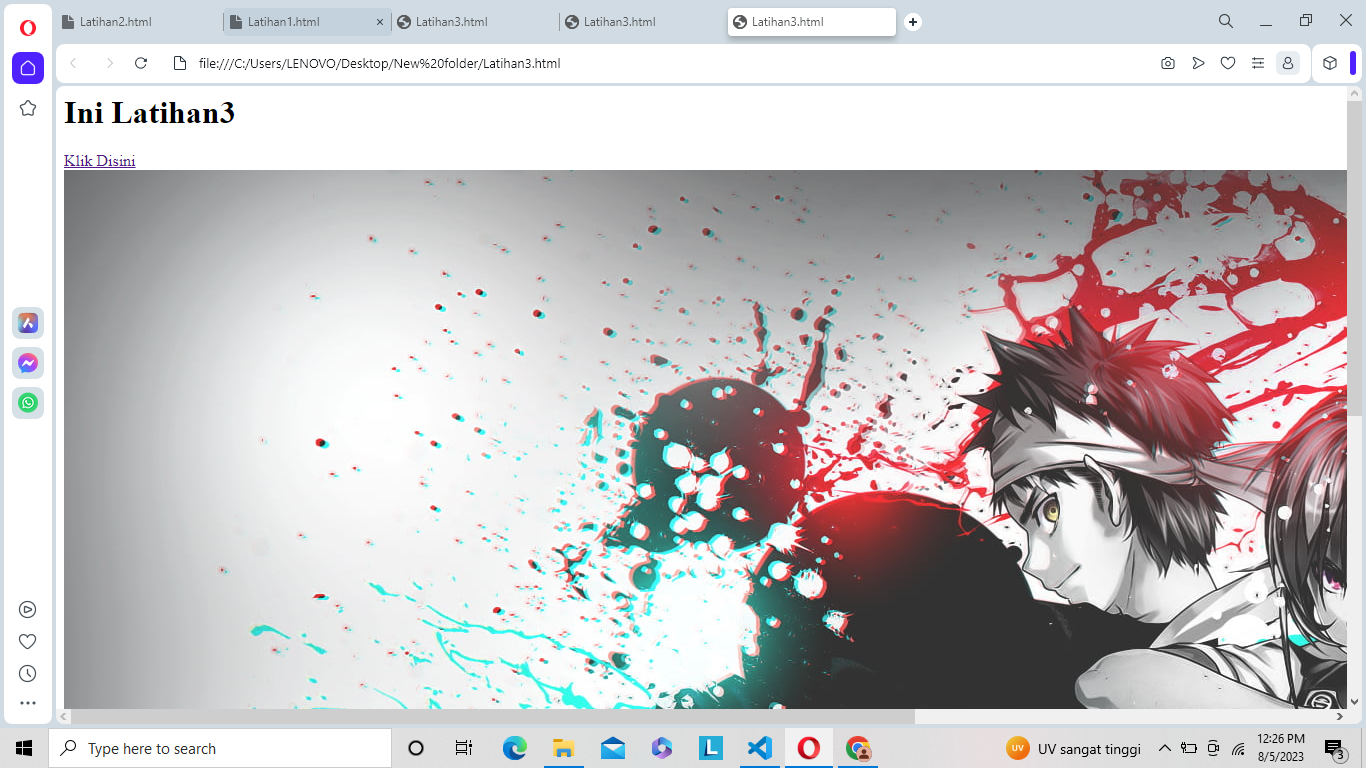 Latihan2.html
Latihan1.html
Latihan3.html
Latihan3.html
Latihan3.html
file:///C:/Users/LENOVO/Desktop/New%20folder/Latihan3.html
Ini Latihan3
Klik Disini
Type here to search
L
UV
UV sangat tinggi
12:26 PM
8/5/2023
3